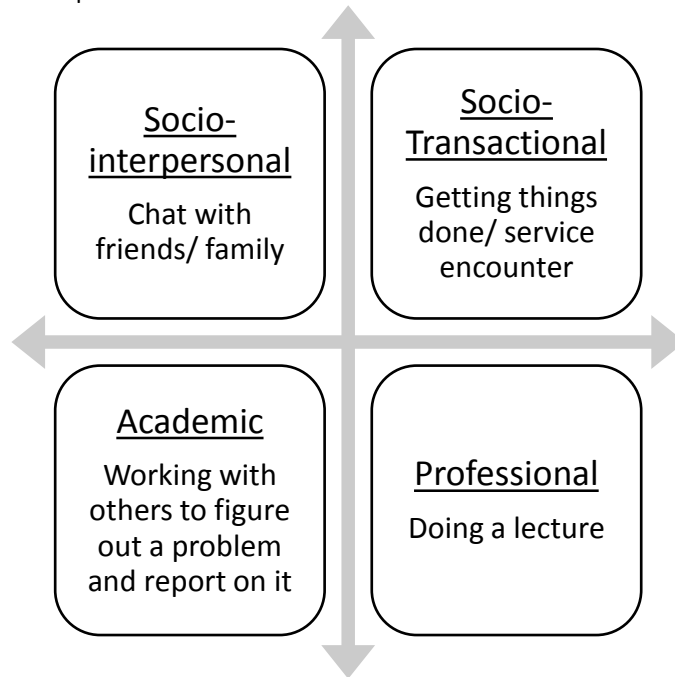 Socio-
interpersonal
Chat with
friends/ family
Socio-
Transactional
Getting things
done/ service
encounter
Academic
Working with
others to figure
out a problem
and report on it
Professional
Doing a lecture